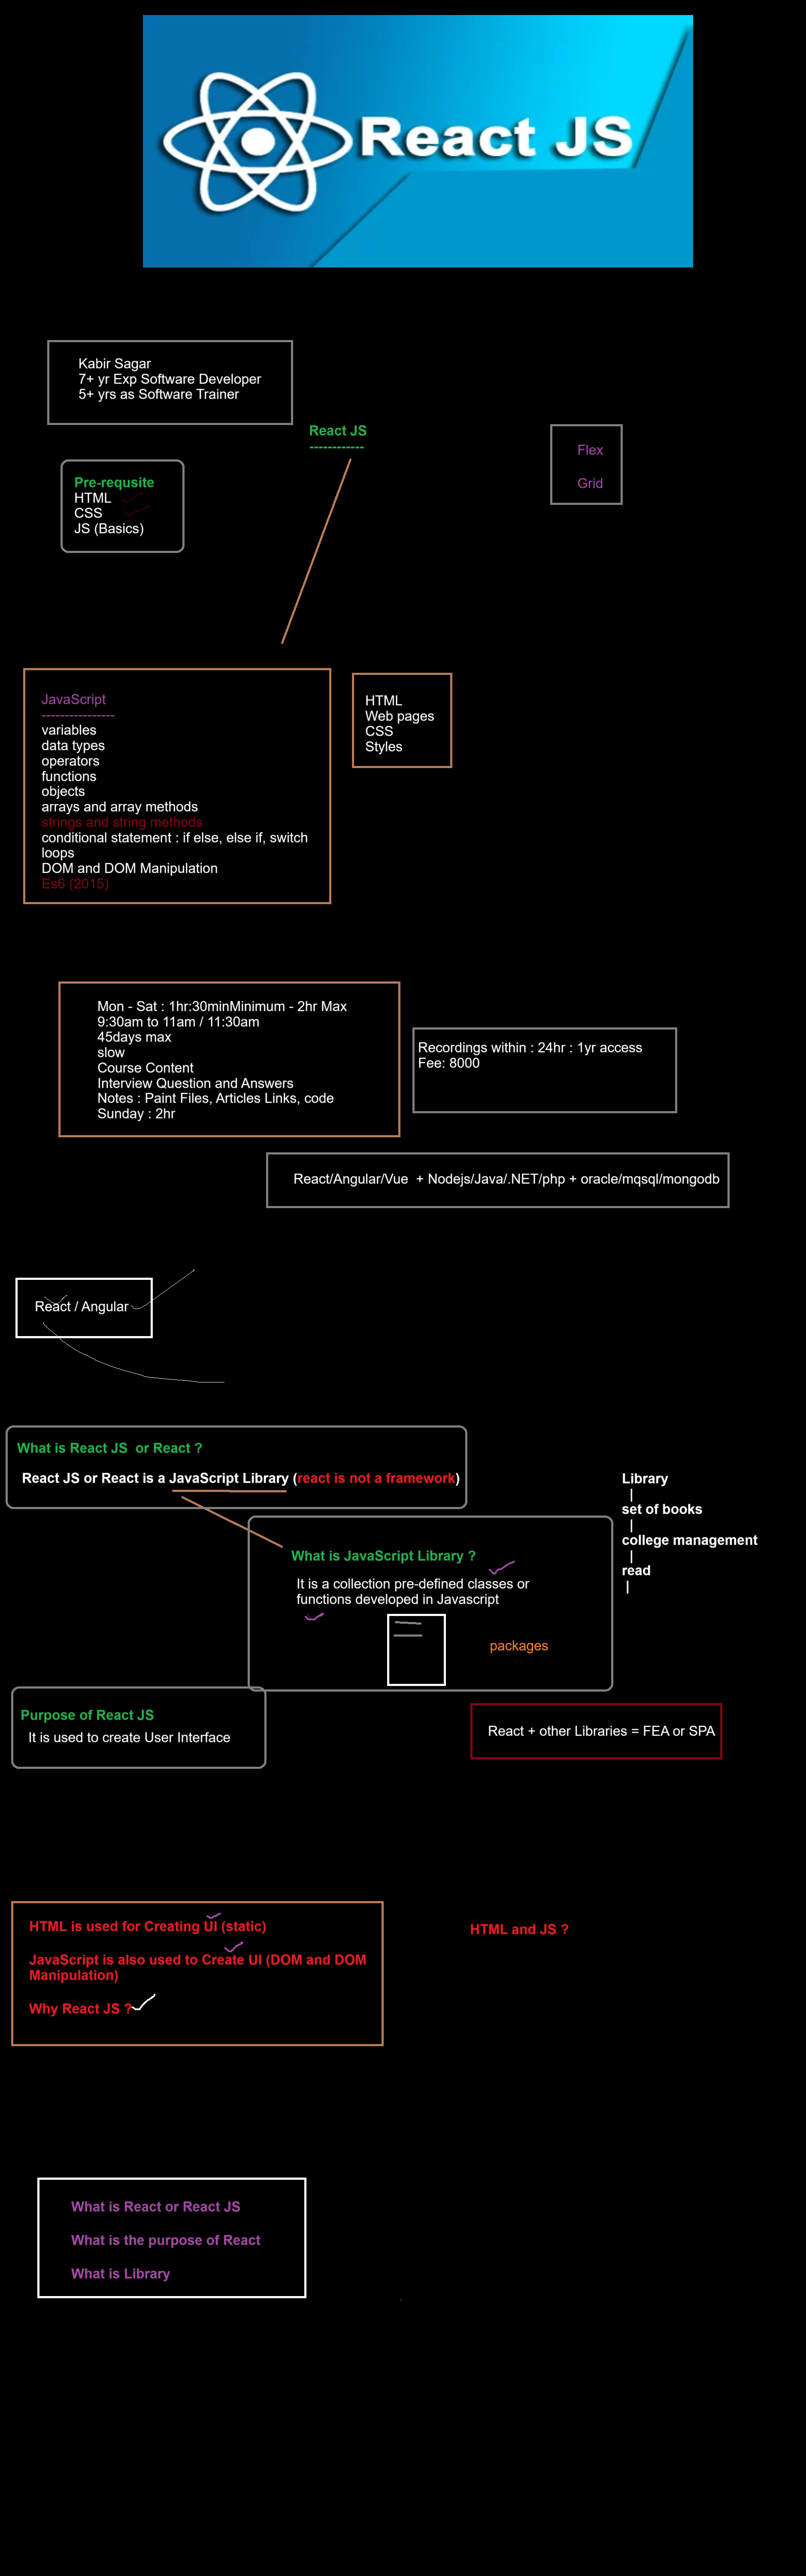 React JS
Kabir Sagar
7+ yr Exp Software Developer
5+ yrs as Software Trainer
React JS
------------
Flex
Grid
Pre-requsite
HTML
CSS
JS (Basics)
JavaScript
----------------
variables
data types
operators
functions
objects
arrays and array methods
strings and string methods
conditional statement : if else, else if, switch
loops
DOM and DOM Manipulation
Es6 (2015)
HTML
Web pages
CSS
Styles
Mon - Sat : 1hr:30minMinimum - 2hr Max
9:30am to 11am / 11:30am
45days max
slow
Course Content
Interview Question and Answers
Notes : Paint Files, Articles Links, code
Sunday : 2hr
Recordings within : 24hr : 1yr access
Fee: 8000
React/Angular/Vue + Nodejs/Java/.NET/php + oracle/mqsql/mongodb
React / Angular
What is React JS or React ?
React JS or React is a JavaScript Library (react is not a framework)
Library
|
set of books
|
college management
|
read
|
What is JavaScript Library ?
It is a collection pre-defined classes or
functions developed in Javascript
packages
Purpose of React JS
It is used to create User Interface
React + other Libraries = FEA or SPA
HTML is used for Creating UI (static)
JavaScript is also used to Create UI (DOM and DOM
Manipulation)
Why React JS ?
HTML and JS ?
What is React or React JS
What is the purpose of React
What is Library